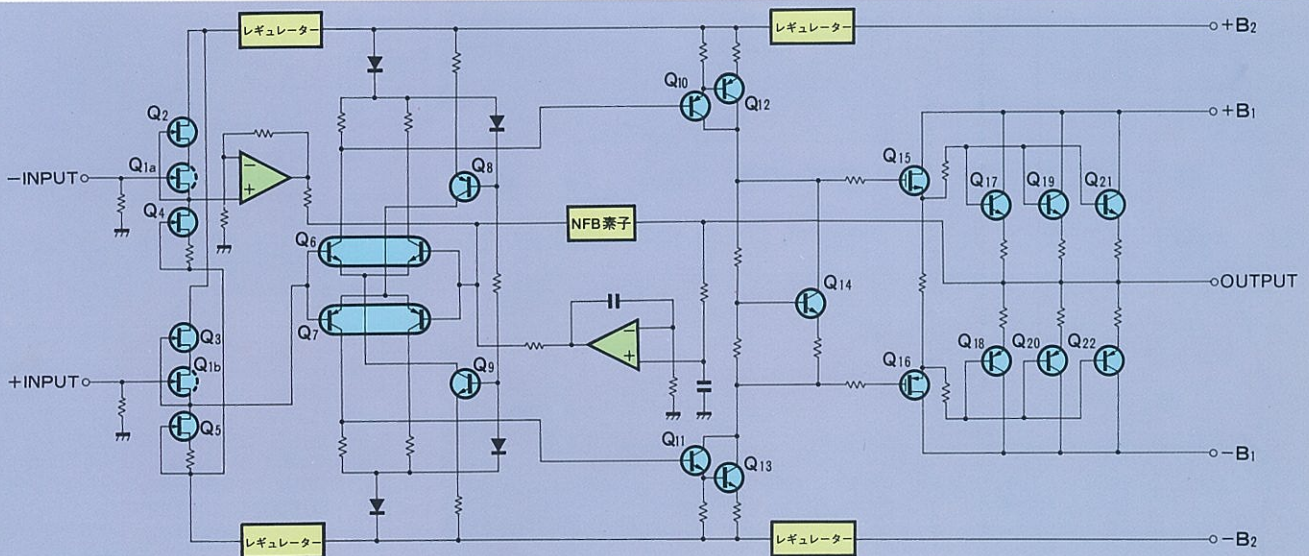 レギュレーター
レギュレーター
+B2
Q10
Q12
Q2
+B1
Q1a
Q8
Q15
−INPUT
−
+
Q17
Q19
Q21
Q4
NFB素子
Q6
OUTPUT
Q14
Q7
Q3
−
+
Q18
Q20
Q22
+INPUT
Q1b
Q9
Q16
Q5
Q11
Q13
−B1
レギュレーター
レギュレーター
−B2